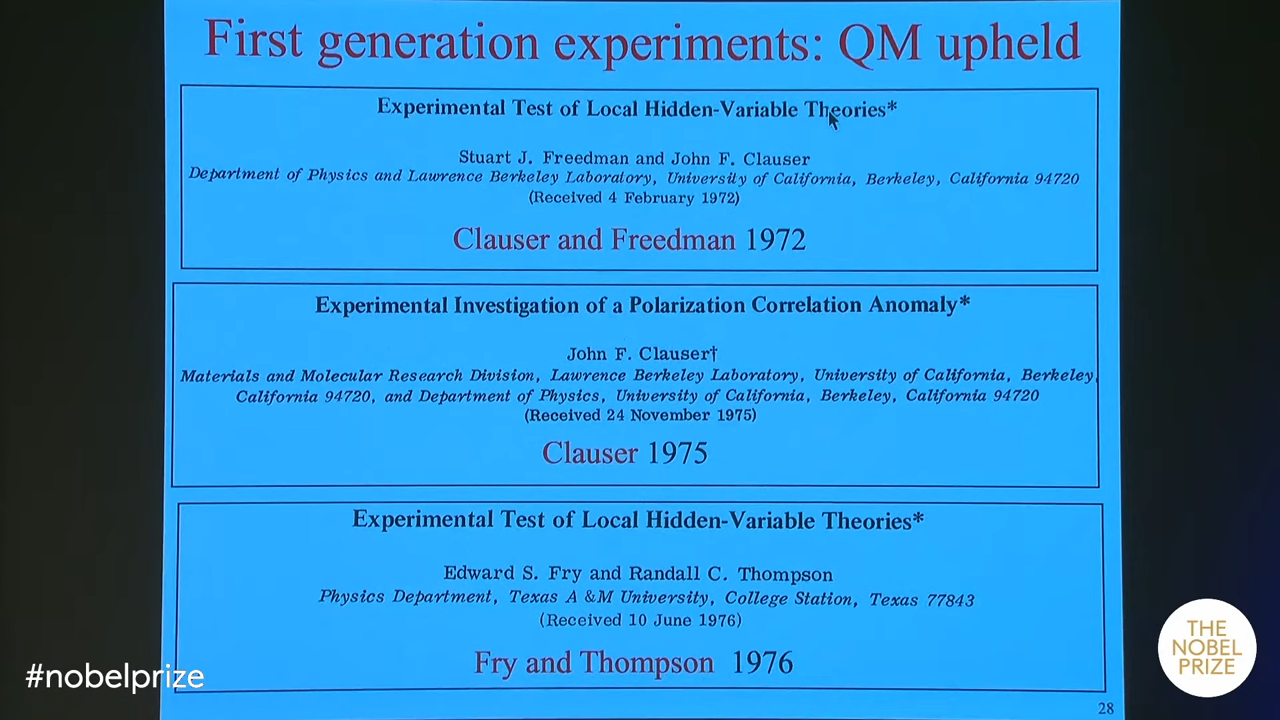 First generation experiments: QM upheld
Experimental Test of Local Hidden-Variable Theories*
Stuart J. Freedman and John F. Clauser
Department of Physics and Lawrence Berkeley Laboratory, University of California, Berkeley, California 94720
(Received 4 February 1972)
Clauser and Freedman 1972
Experimental Investigation of a Polarization Correlation Anomaly*
John F. Clauser†
Materials and Molecular Research Division, Lawrence Berkeley Laboratory, University of California, Berkeley,
California 94720, and Department of Physics, University of California, Berkeley, California 94720
(Received 24 November 1975)
Clauser 1975
Experimental Test of Local Hidden-Variable Theories*
Edward S. Fry and Randall C. Thompson
Physics Department, Texas A &M University, College Station, Texas 77843
(Received 10 June 1976)
Fry and Thompson 1976
28
#nobelprize
THE
NOBEL
PRIZE